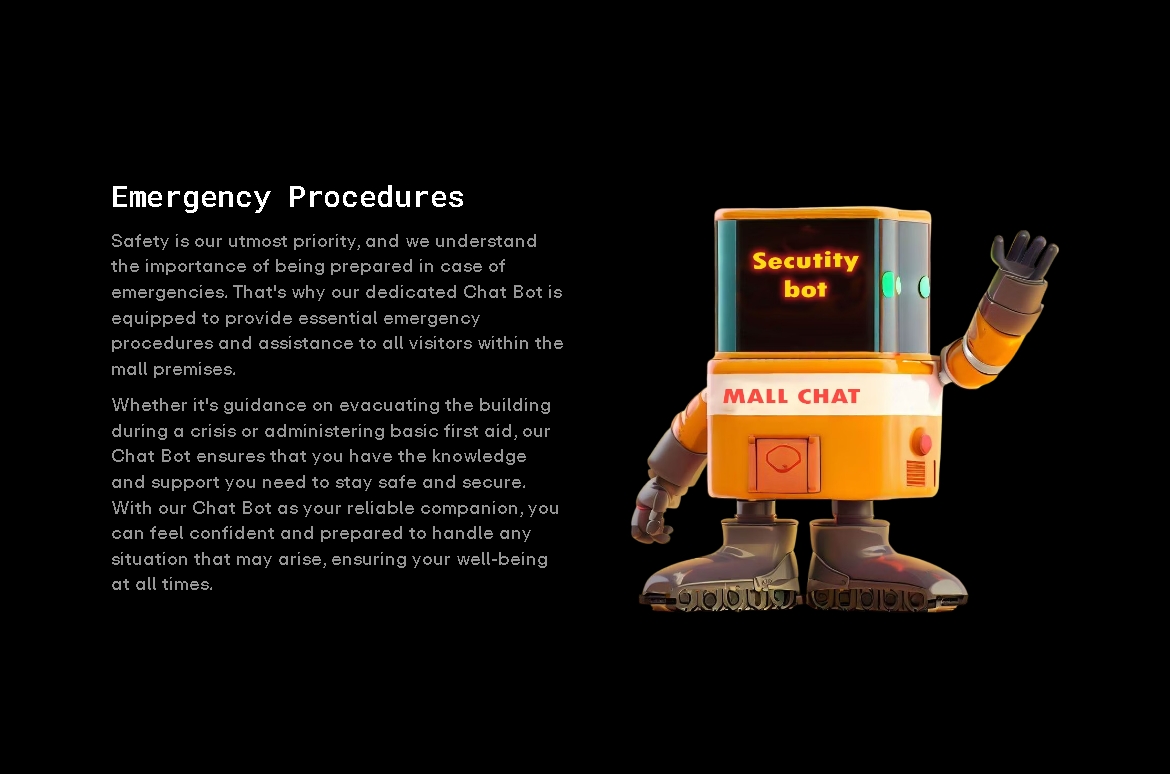 Emergency Procedures
Safety is our utmost priority, and we understand
the importance of being prepared in case of
emergencies. That's why our dedicated Chat Bot is
equipped to provide essential emergency
procedures and assistance to all visitors within the
mall premises.
Whether it's guidance on evacuating the building
during a crisis or administering basic first aid, our
Chat Bot ensures that you have the knowledge
and support you need to stay safe and secure.
With our Chat Bot as your reliable companion, you
can feel confident and prepared to handle any
situation that may arise, ensuring your well-being
at all times.
Secutity
bot
MALL CHAT